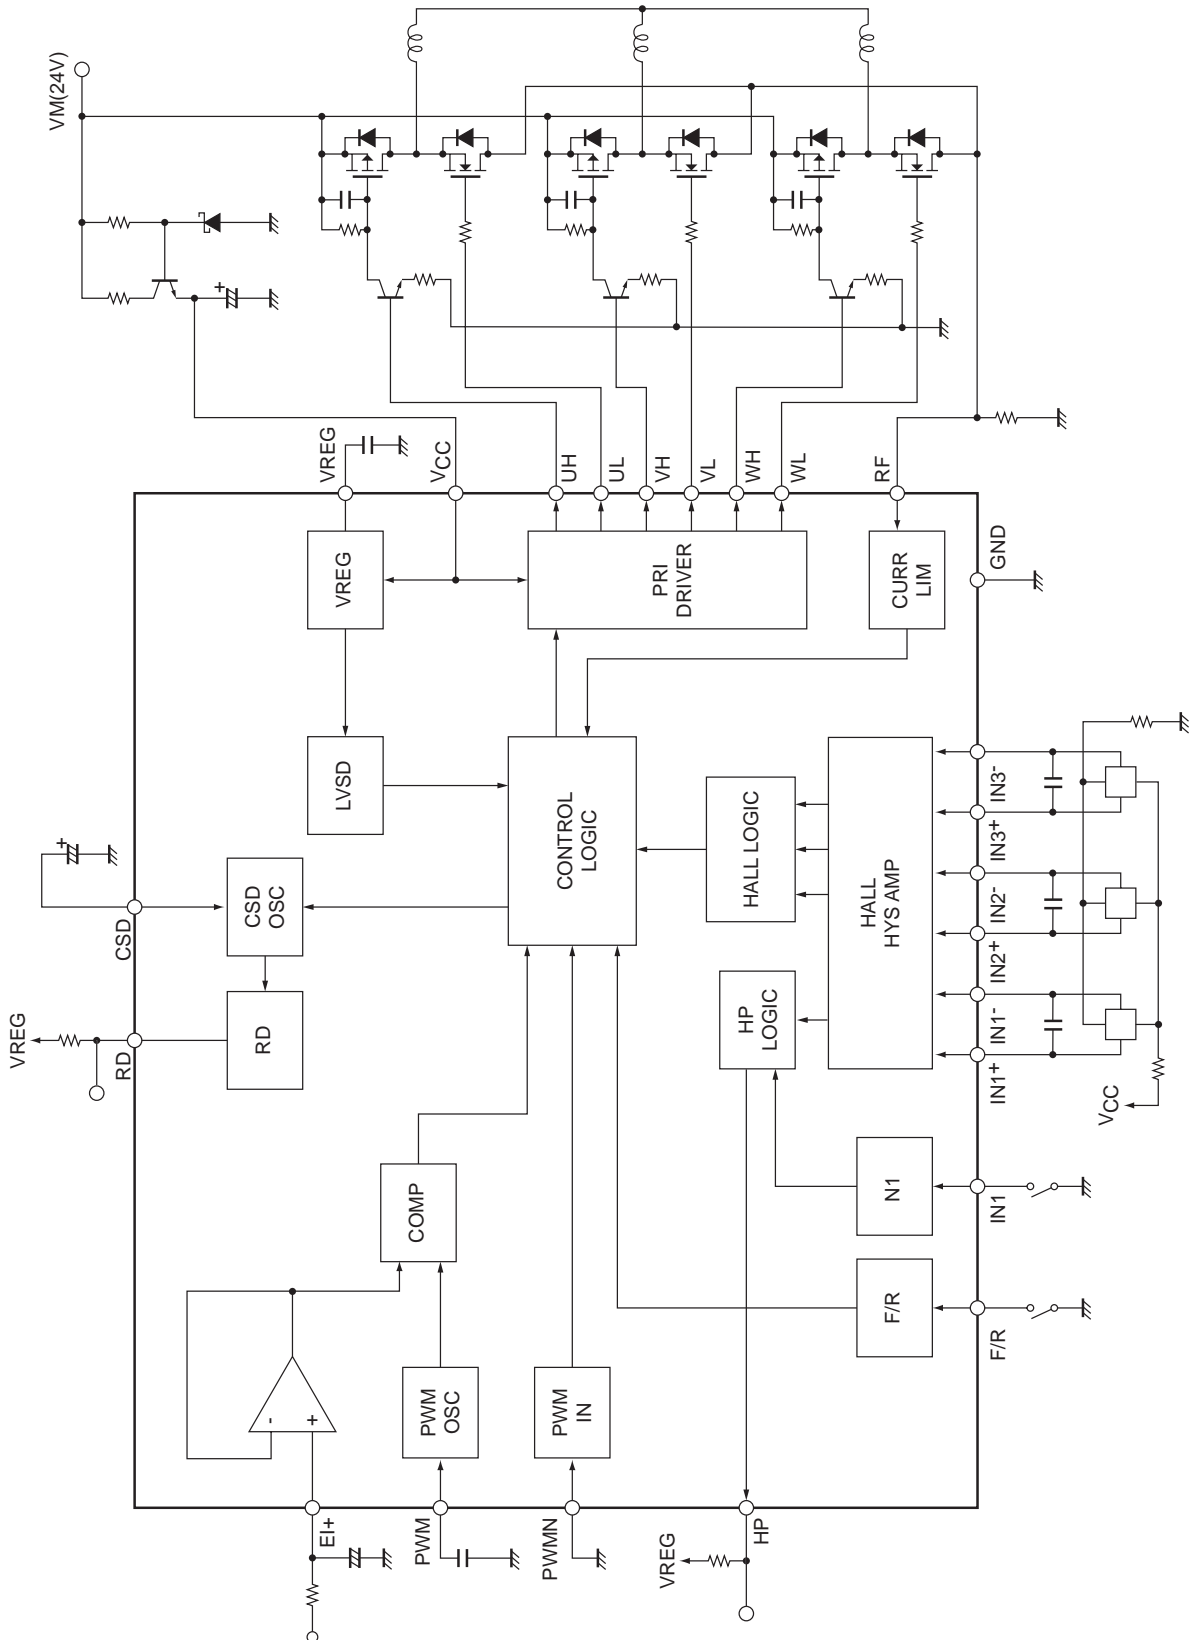 VM(24V)
VREG
VCC
UH
UL
VH
VL
WH
WL
RF
VREG
PRI
DRIVER
CURR
LIM
GND
LVSD
CONTROL
LOGIC
HALL LOGIC
HALL
HYS AMP
IN3-
IN3+
IN2-
IN2+
IN1-
IN1+
VCC
+
+
CSD
CSD
OSC
HP
LOGIC
VREG
RD
RD
COMP
N1
IN1
F/R
F/R
-
+
PWM
OSC
PWM
IN
EI+
PWM
PWMN
VREG
HP